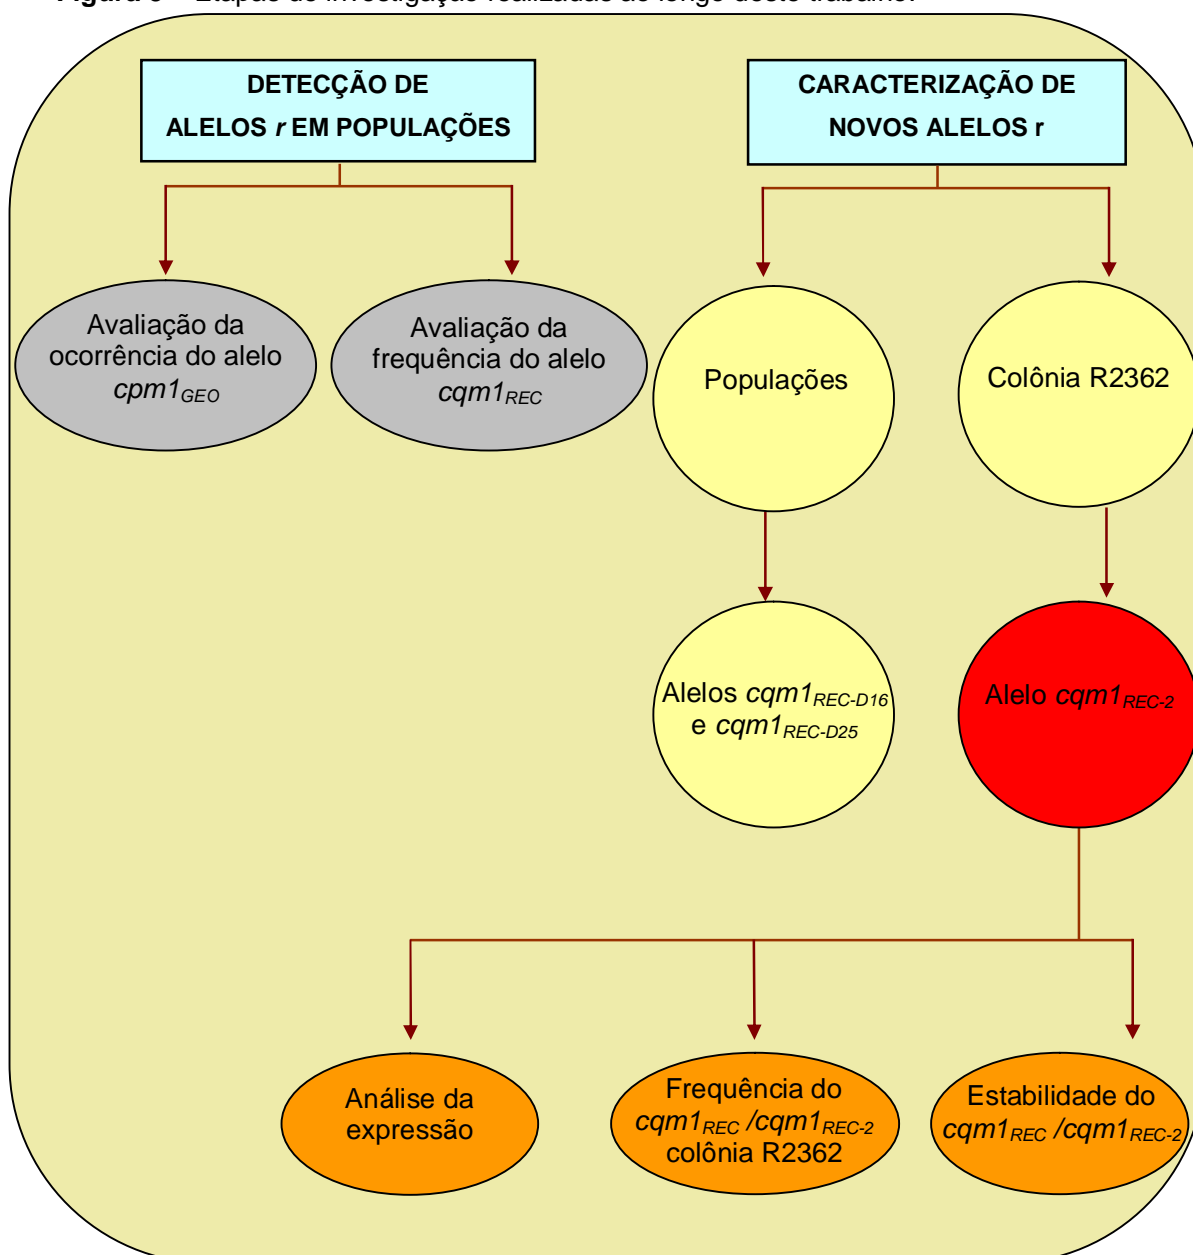 DETECÇÃO DE
ALELOS r EM POPULAÇÕES
CARACTERIZAÇÃO DE
NOVOS ALELOS r
Avaliação da
ocorrência do alelo
cpm1GEO
Avaliação da
frequência do alelo
cqm1REC
Populações
Colônia R2362
Alelos cqm1REC-D16
e cqm1REC-D25
Alelo cqm1REC-2
Análise da
expressão
Frequência do
cqm1REC /cqm1REC-2
colônia R2362
Estabilidade do
cqm1REC /cqm1REC-2